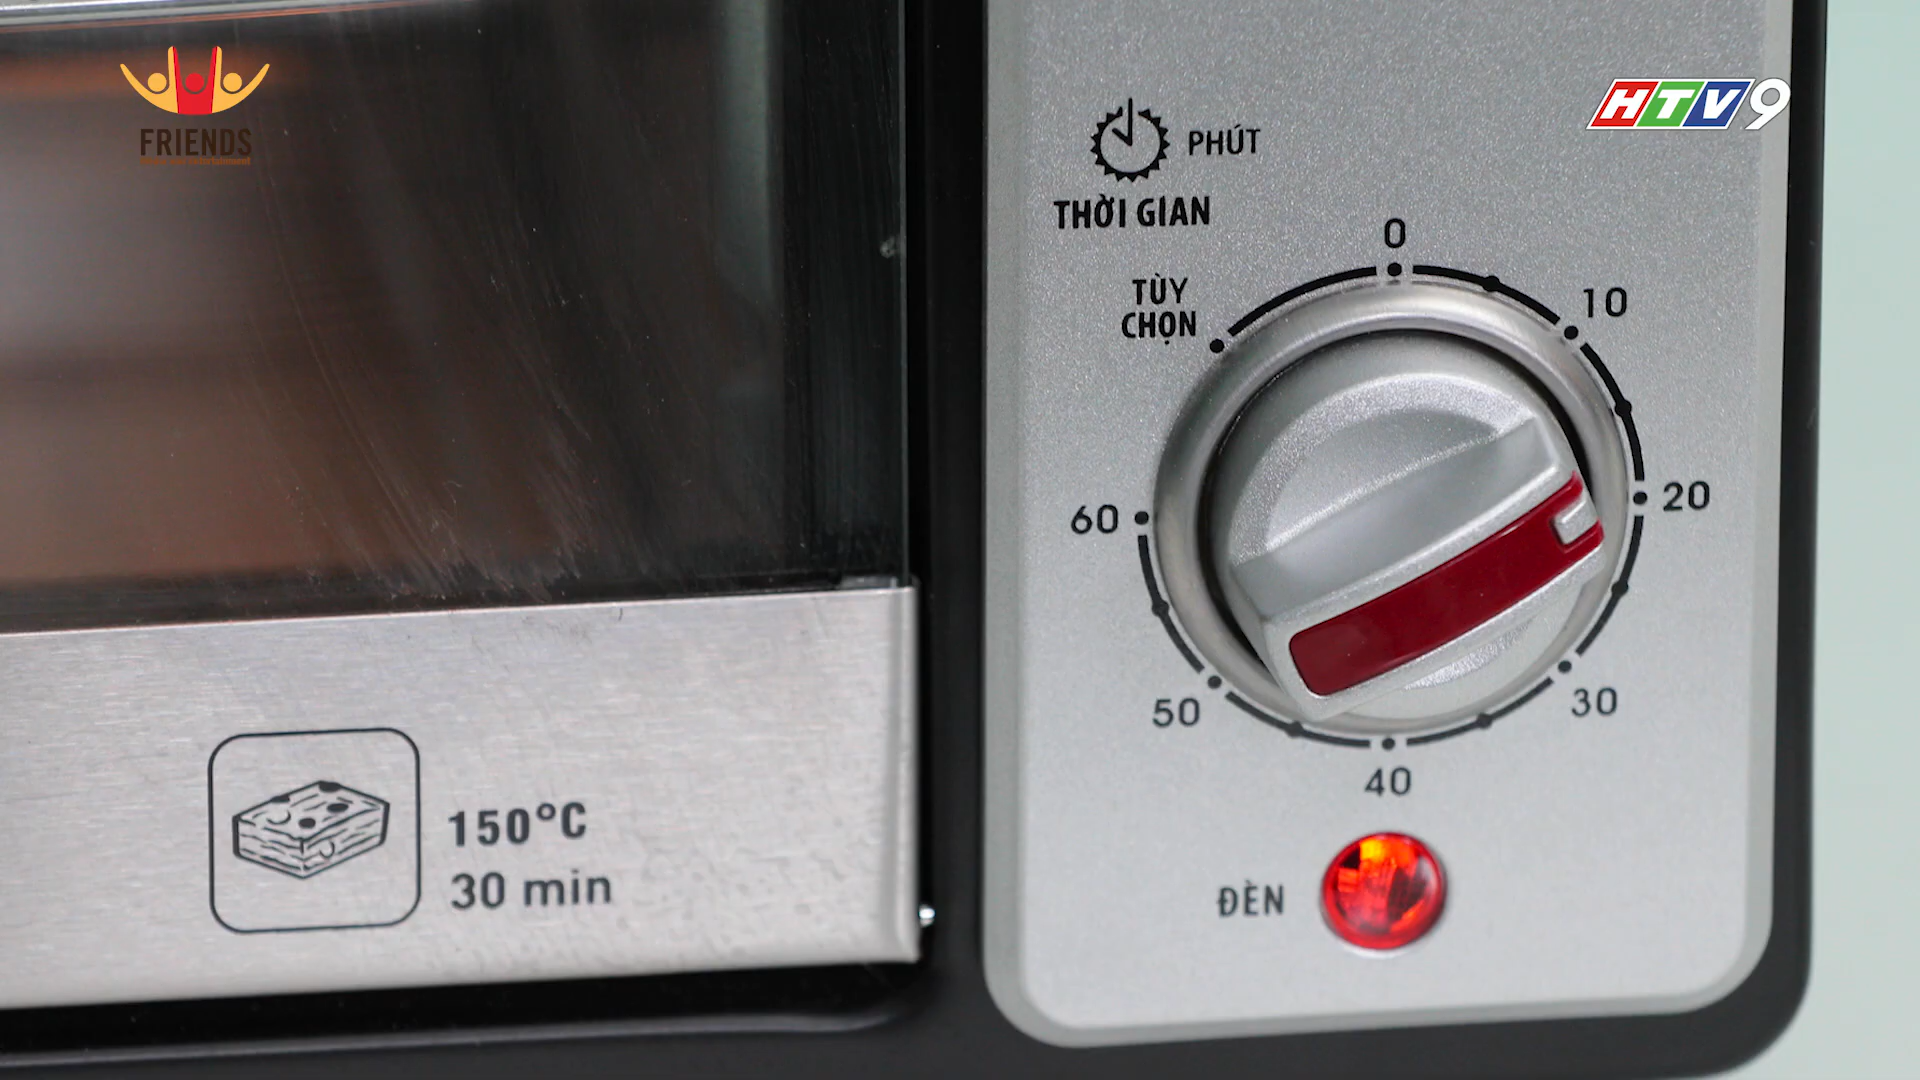 FRIENDS
HTV9
PHÚT
THỜI GIAN
TÙY
CHỌN
0
10
20
30
40
50
60
150°C
30 min
ĐÈN